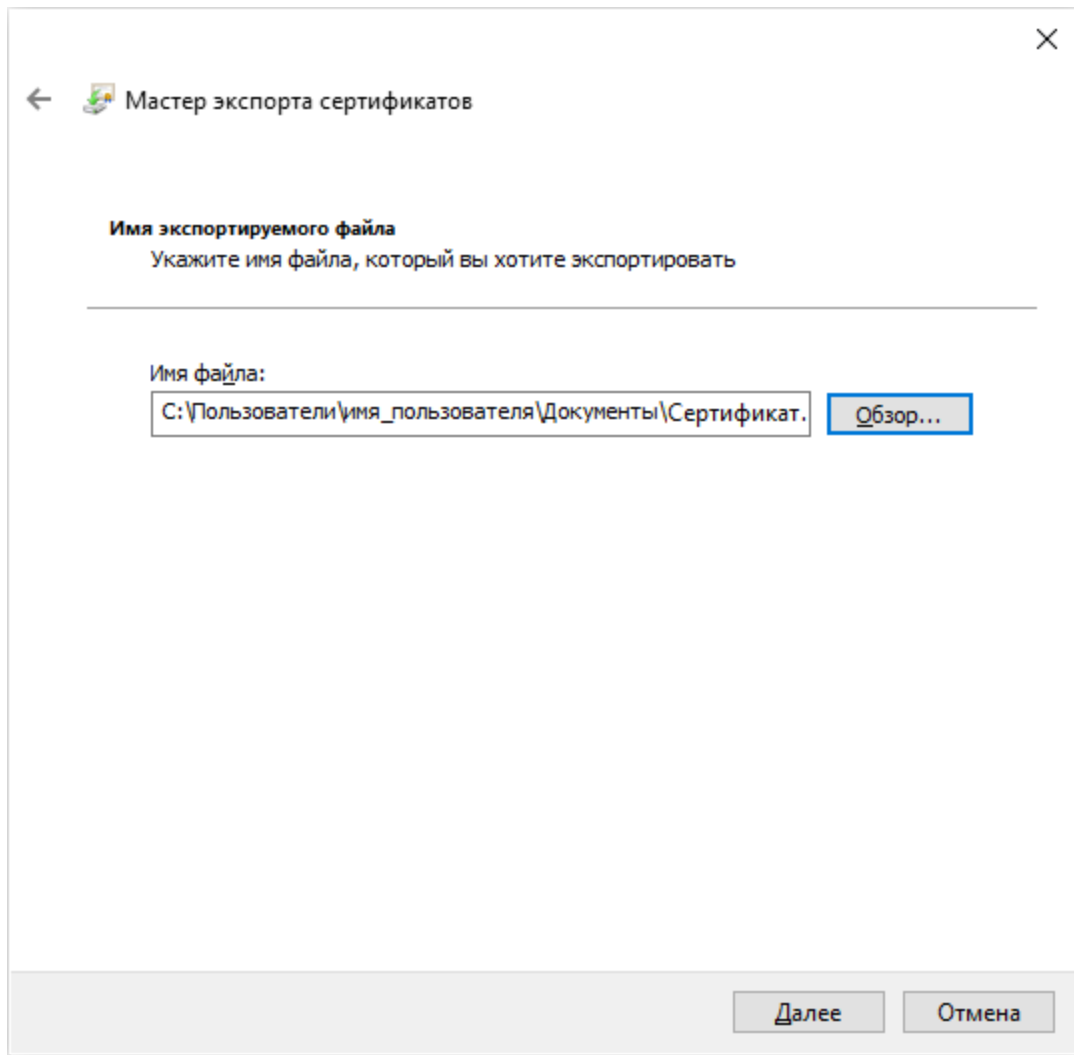 Мастер экспорта сертификатов
Имя экспортируемого файла
Укажите имя файла, который вы хотите экспортировать
Имя файла:
C:\Пользователи\имя_пользователя\Документы\Сертификат.
Обзор...
Далее
Отмена